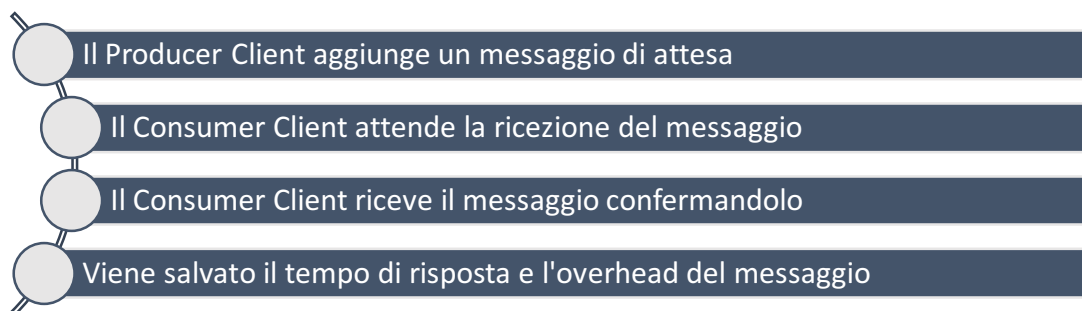 Il Producer Client aggiunge un messaggio di attesa
Il Consumer Client attende la ricezione del messaggio
Il Consumer Client riceve il messaggio confermandolo
Viene salvato il tempo di risposta e l'overhead del messaggio